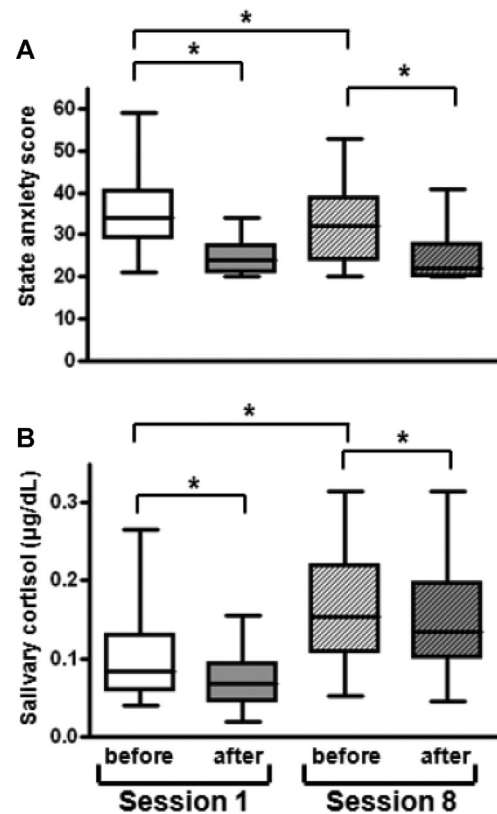 *
A
*
*
60
50
40
30
20
10
0
State anxiety score
*
B
*
*
0.3
0.2
0.1
0.0
Salivary cortisol (µg/dL)
before after before after
Session 1 Session 8